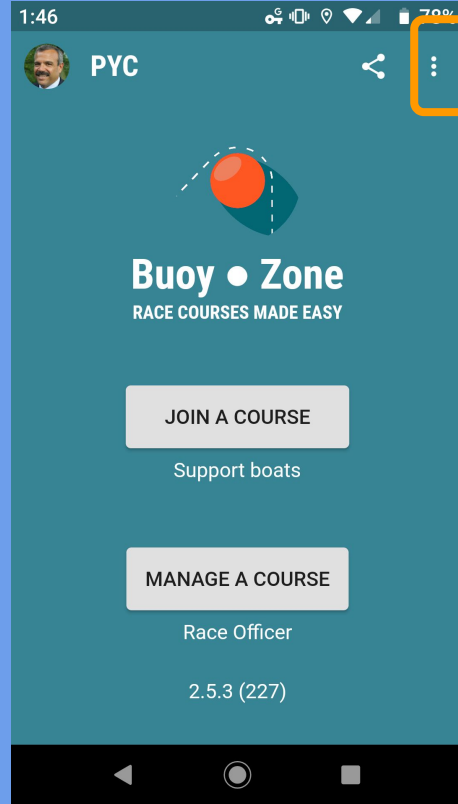 1:46
G
78%
PYC
Buoy ● Zone
RACE COURSES MADE EASY
JOIN A COURSE
Support boats
MANAGE A COURSE
Race Officer
2.5.3 (227)